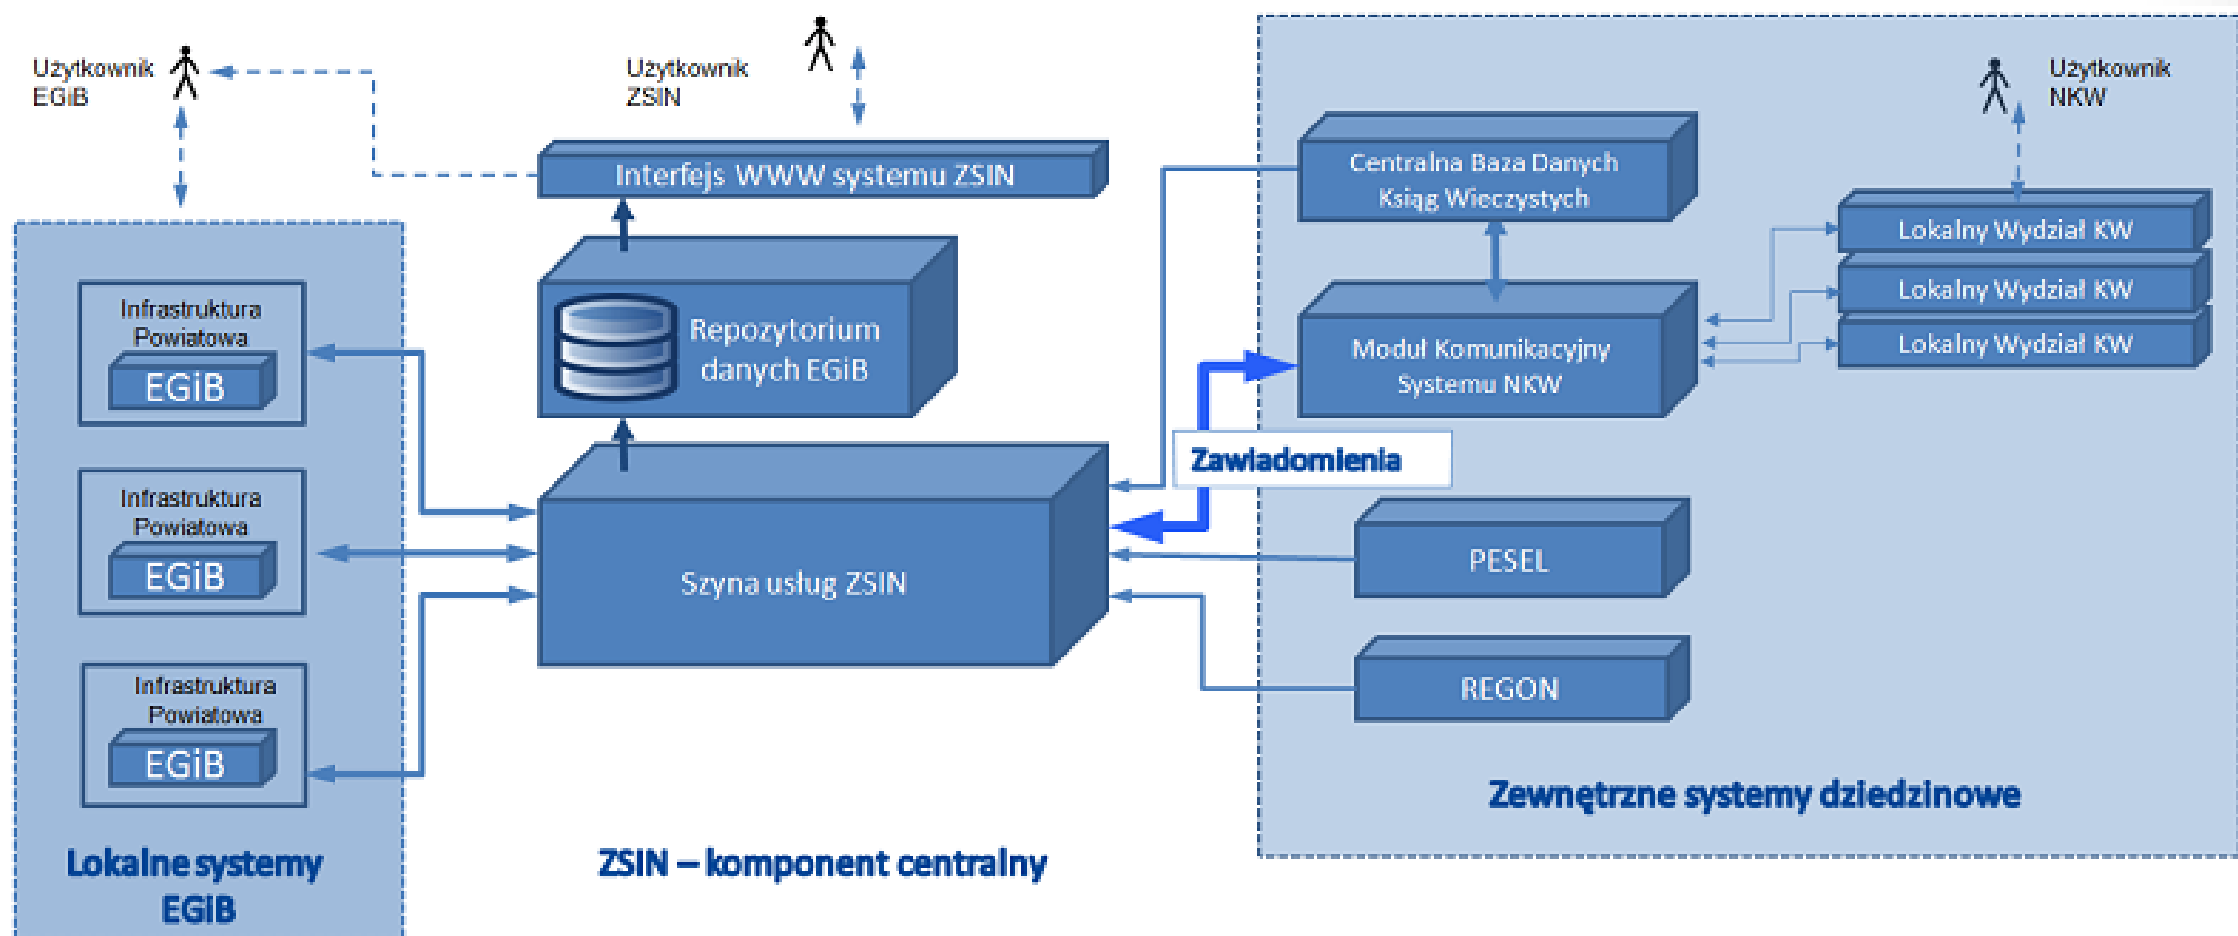 Użytkownik
EGiB
Użytkownik
ZSIN
Użytkownik
NKW
Interfejs WWW systemu ZSIN
Centralna Baza Danych
Ksiąg Wieczystych
Lokalny Wydział KW
Lokalny Wydział KW
Lokalny Wydział KW
Infrastruktura
Powiatowa
EGiB
Repozytorium
danych EGiB
Moduł Komunikacyjny
Systemu NKW
Zawiadomienia
Infrastruktura
Powiatowa
EGiB
Szyna usług ZSIN
PESEL
REGON
Infrastruktura
Powiatowa
EGiB
Zewnętrzne systemy dziedzinowe
Lokalne systemy
EGiB
ZSIN – komponent centralny